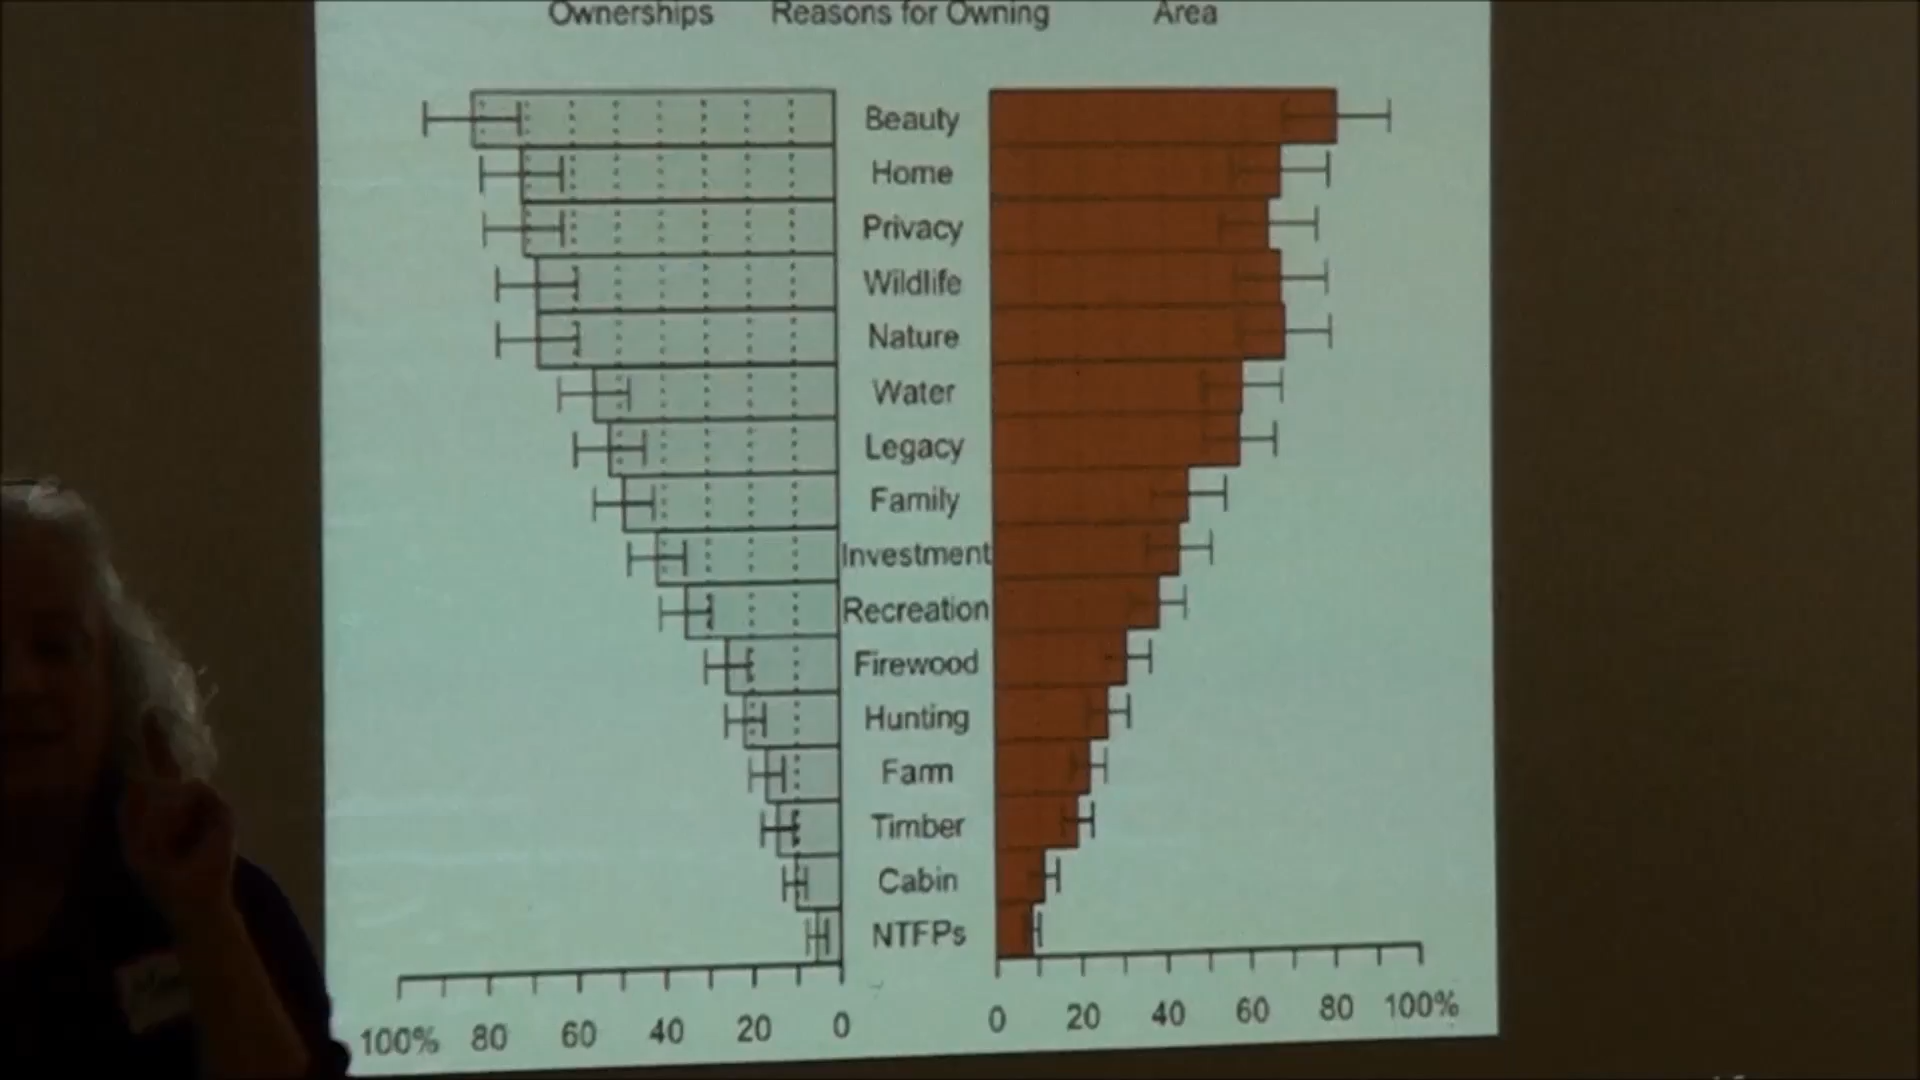 Ownerships Reasons for Owning Area
Beauty
Home
Privacy
Wildlife
Nature
Water
Legacy
Family
Investment
Recreation
Firewood
Hunting
Farm
Timber
Cabin
NTFPs
100% 80 60 40 20 0 0 20 40 60 80 100%